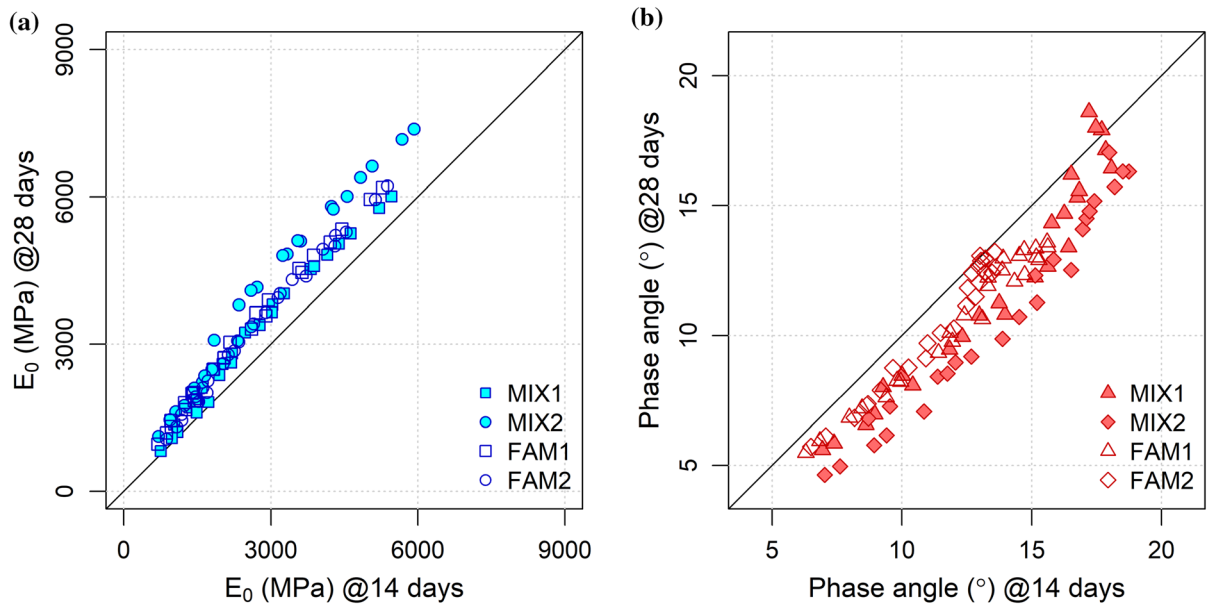 (a)
E₀ (MPa) @28 days
9000
6000
3000
0
MIX1
MIX2
FAM1
FAM2
0 3000 6000 9000
E₀ (MPa) @14 days
(b)
Phase angle (°) @28 days
20
15
10
5
MIX1
MIX2
FAM1
FAM2
5 10 15 20
Phase angle (°) @14 days